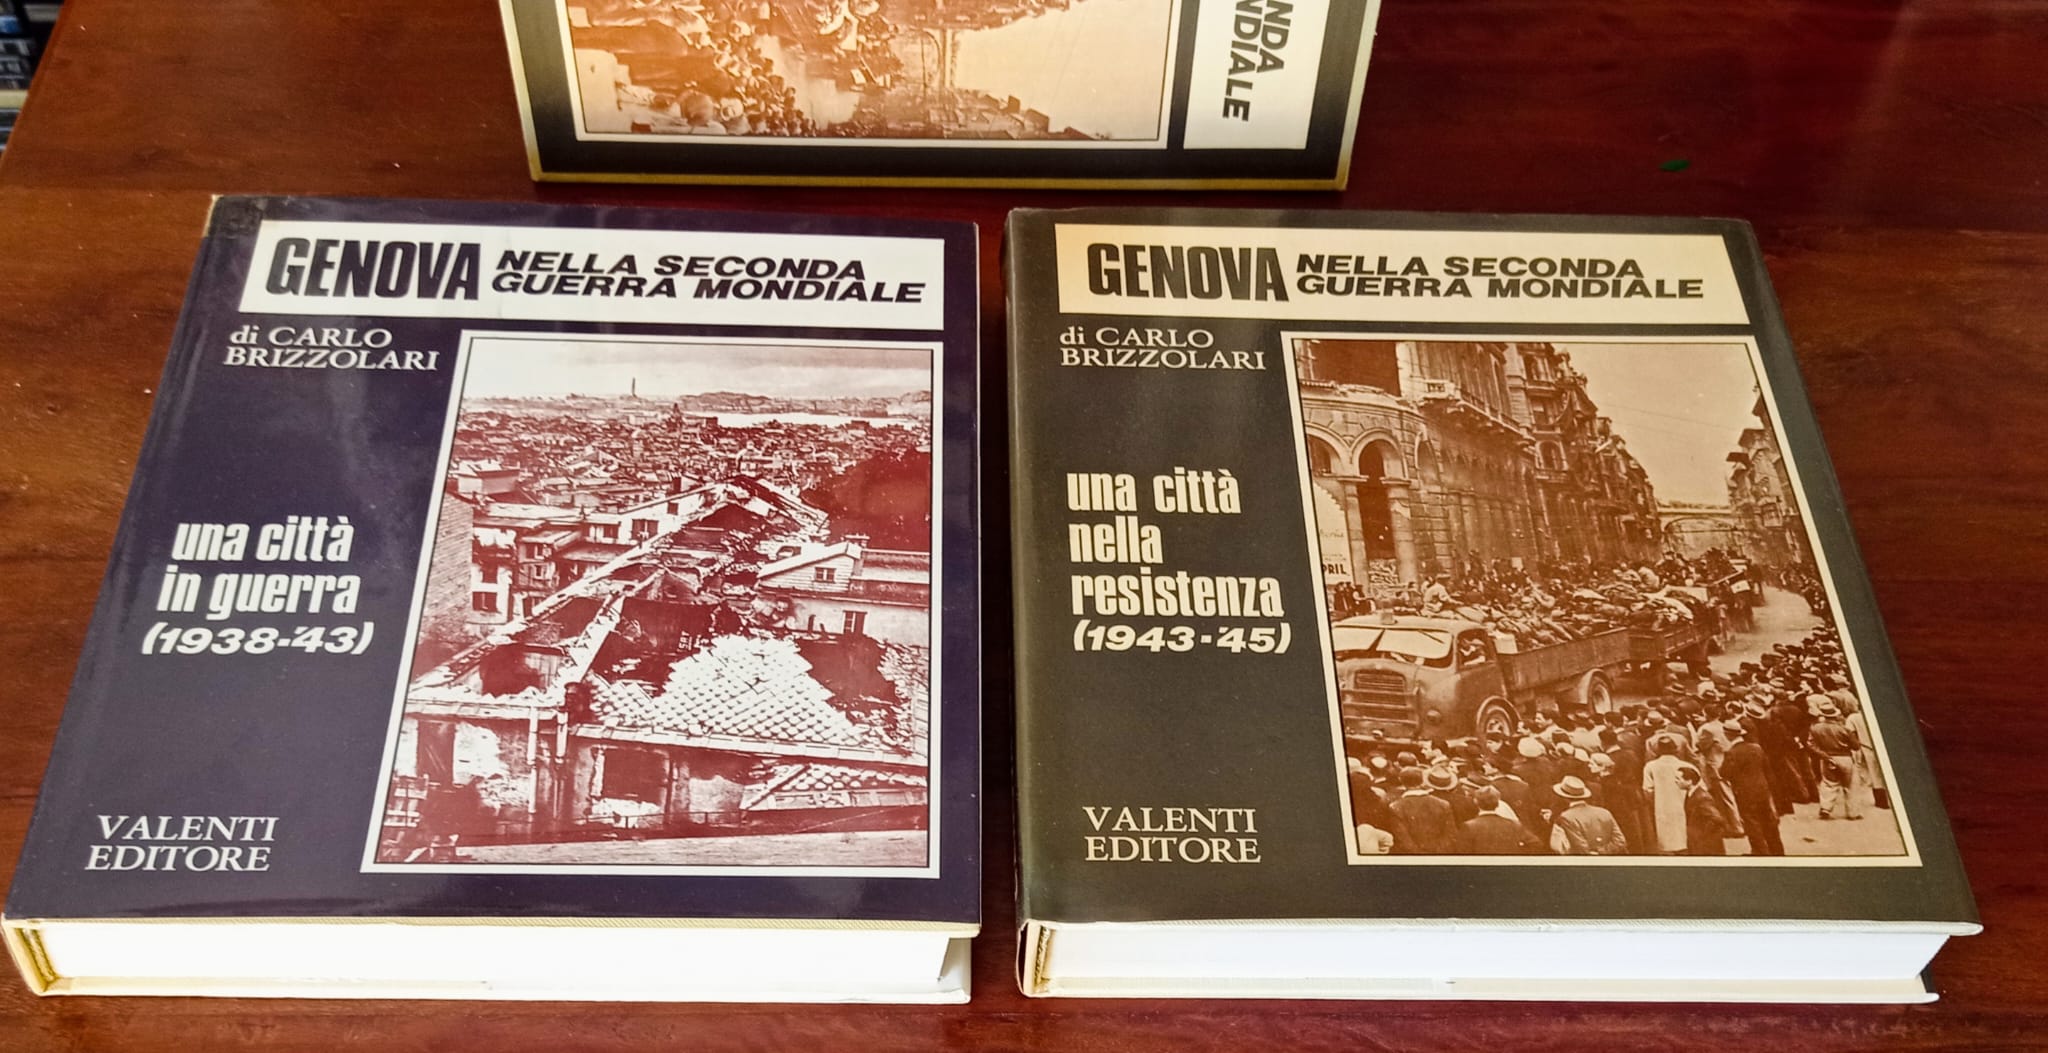 NDA
NDIALE
GENOVA NELLA SECONDA
GUERRA MONDIALE
di CARLO
BRIZZOLARI
una città
in guerra
(1938-'43)
VALENTI
EDITORE
GENOVA NELLA SECONDA
GUERRA MONDIALE
di CARLO
BRIZZOLARI
una città
nella
resistenza
(1943-'45)
PRIL
VALENTI
EDITORE